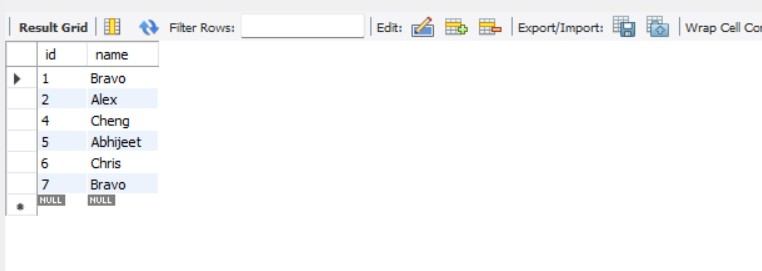 Result Grid Filter Rows: Edit: Export/Import: Wrap Cell Co
id name
1 Bravo
2 Alex
4 Cheng
5 Abhijeet
6 Chris
7 Bravo
NULL NULL